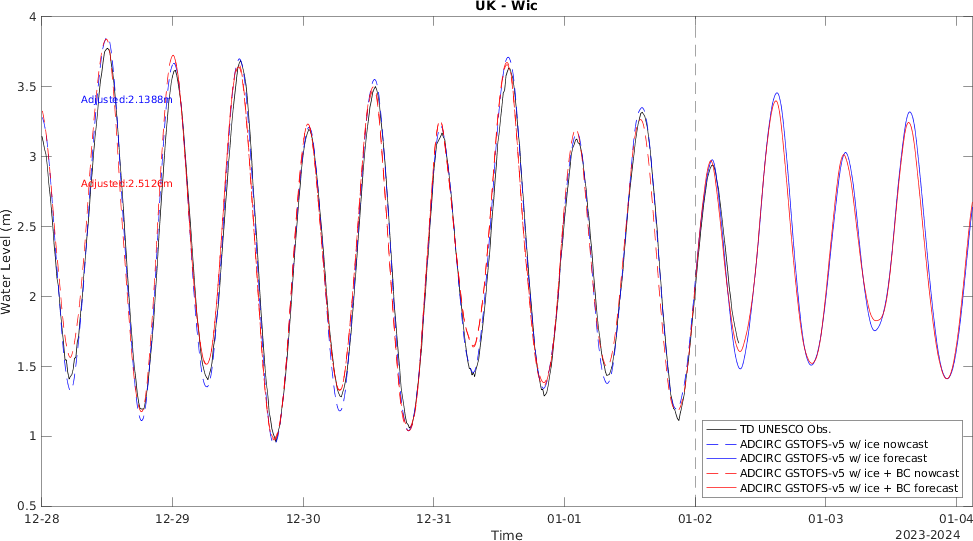 UK - Wic
4
3.5
3
2.5
2
1.5
1
0.5
Water Level (m)
Adjusted:2.1388m
Adjusted:2.5126m
TD UNESCO Obs.
ADCIRC GSTOFS-v5 w/ ice nowcast
ADCIRC GSTOFS-v5 w/ ice forecast
ADCIRC GSTOFS-v5 w/ ice + BC nowcast
ADCIRC GSTOFS-v5 w/ ice + BC forecast
12-28 12-29 12-30 12-31 01-01 01-02 01-03 01-04
Time
2023-2024